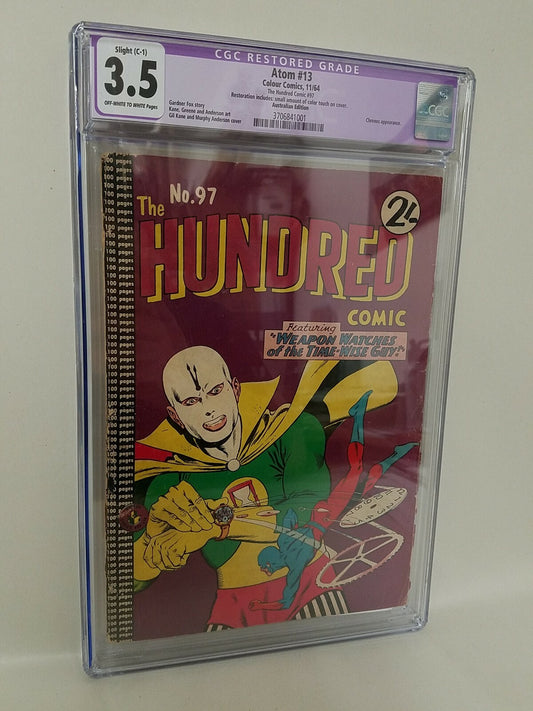 CGC RESTORED GRADE
Slight (C-1)
3.5
OFF-WHITE TO WHITE Pages
Atom #13
Colour Comics, 11/64
The Hundred Comic #97
Restoration includes: small amount of color touch on cover.
Australian Edition
Gardner Fox story
Kane, Greene and Anderson art
Gil Kane and Murphy Anderson cover
3706841001
Chronos appearance.
CGC
No.97
2/-
The
HUNDRED
COMIC
Featuring
"WEAPON WATCHES
of the TIME-WISE GUY!"
100 pages